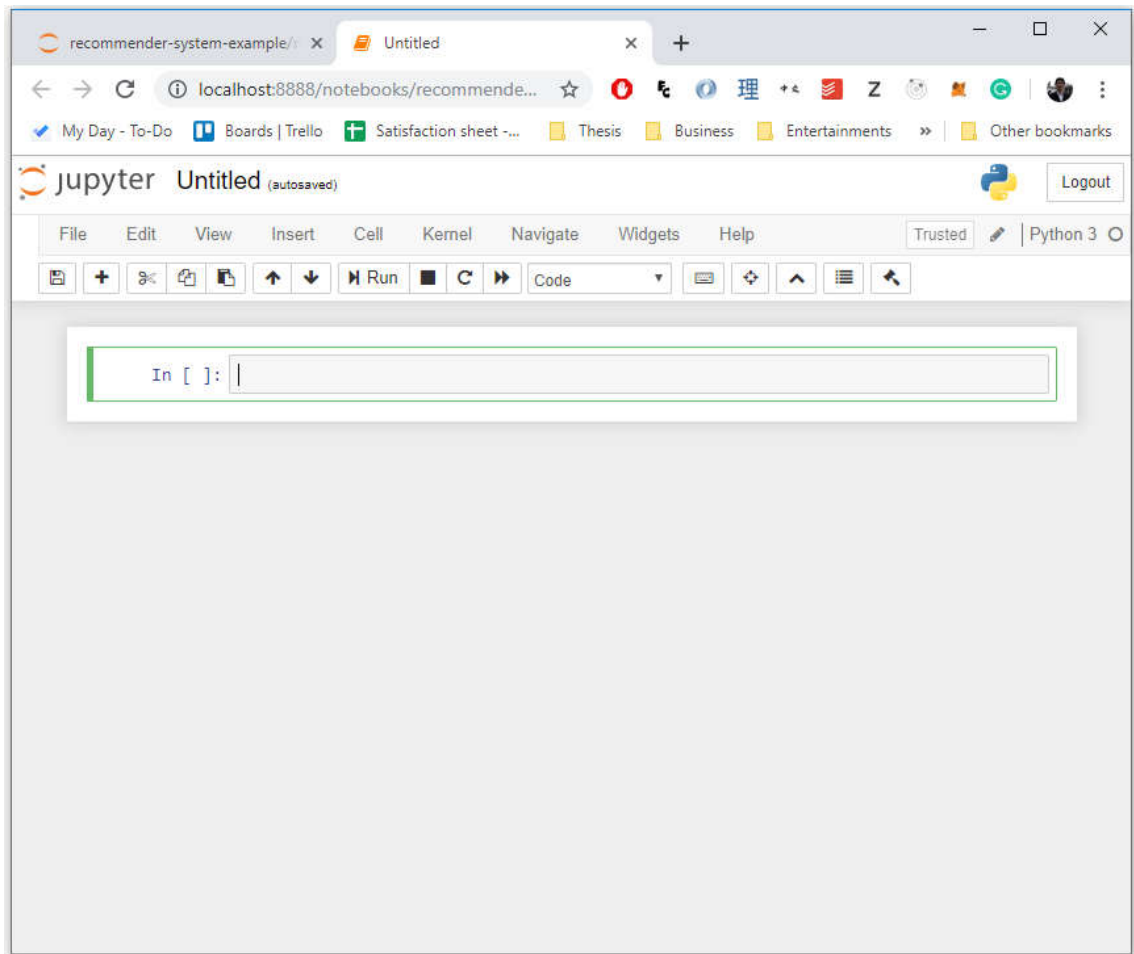 recommender-system-example/
Untitled
localhost:8888/notebooks/recommende...
理
Z
G
My Day - To-Do
Boards | Trello
Satisfaction sheet -...
Thesis
Business
Entertainments
»
Other bookmarks
jupyter Untitled (autosaved)
Logout
File Edit View Insert Cell Kernel Navigate Widgets Help Trusted Python 3
Run Code
In [ ]: